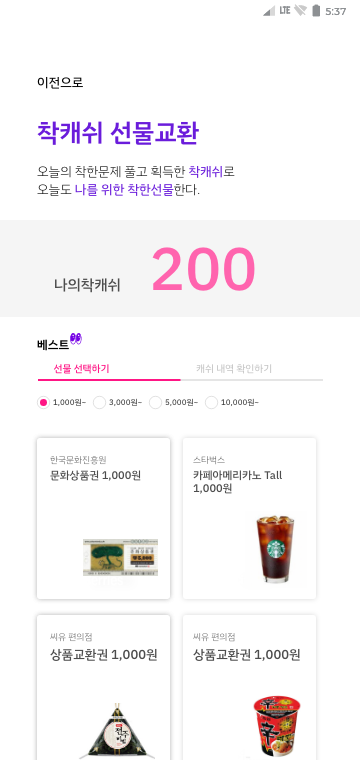 LTE 5:37
이전으로
착캐쉬 선물교환
오늘의 착한문제 풀고 획득한 착캐쉬로
오늘도 나를 위한 착한선물한다.
나의착캐쉬 200
베스트
선물 선택하기 캐쉬 내역 확인하기
1,000원~ 3,000원~ 5,000원~ 10,000원~
한국문화진흥원
문화상품권 1,000원
스타벅스
카페아메리카노 Tall
1,000원
씨유 편의점
상품교환권 1,000원
씨유 편의점
상품교환권 1,000원
辛